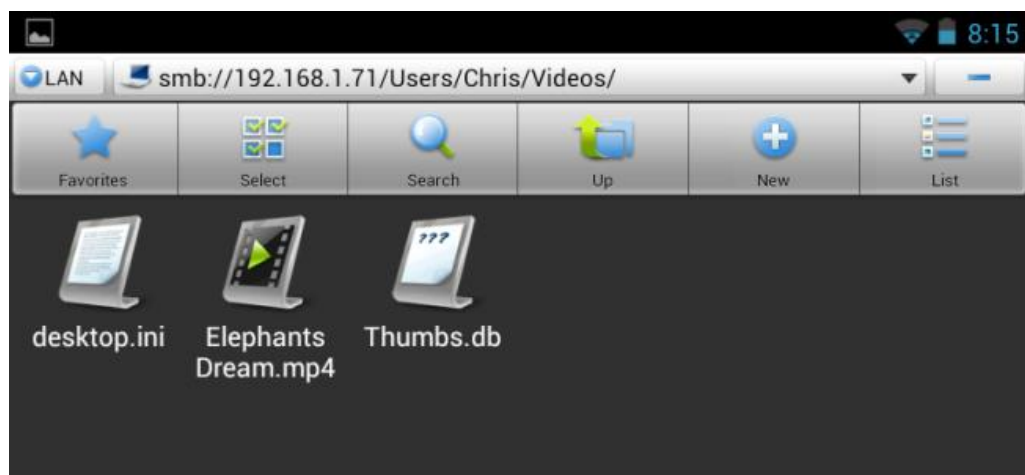 8:15
LAN smb://192.168.1.71/Users/Chris/Videos/
Favorites Select Search Up New List
???
desktop.ini Elephants Thumbs.db
Dream.mp4